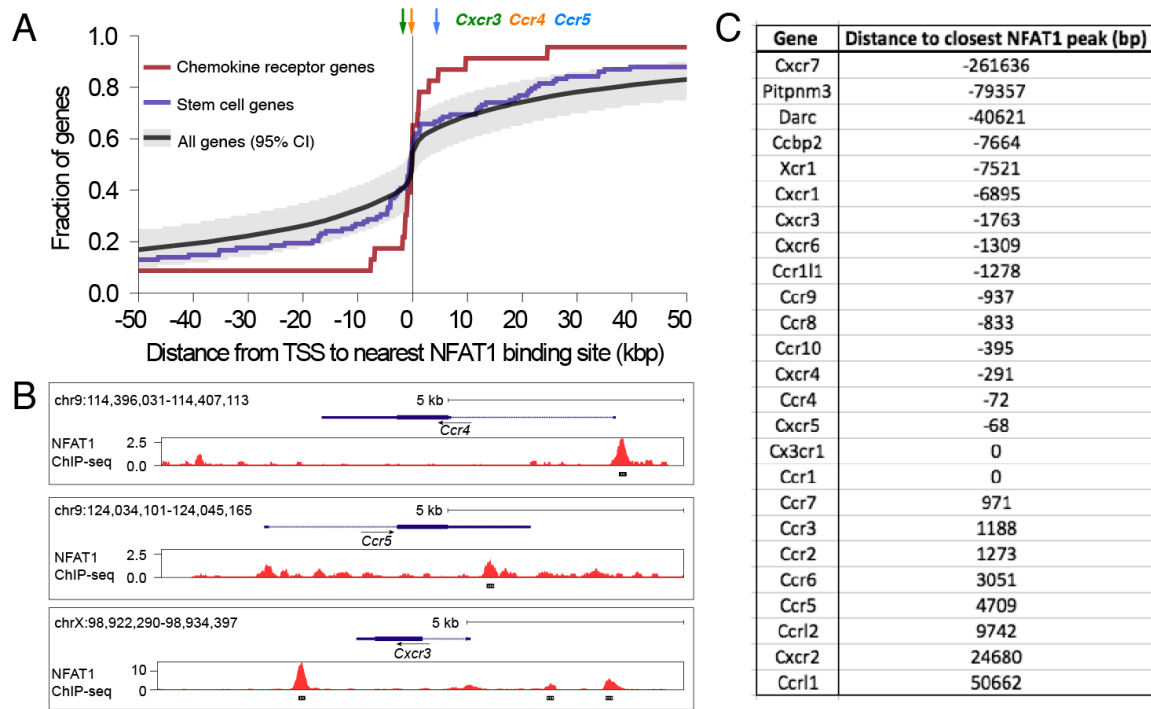 A
Cxcr3 Ccr4 Ccr5
1.0
0.8
0.6
0.4
0.2
0.0
Fraction of genes
Chemokine receptor genes
Stem cell genes
All genes (95% CI)
-50 -40 -30 -20 -10 0 10 20 30 40 50
Distance from TSS to nearest NFAT1 binding site (kbp)
B
chr9:114,396,031-114,407,113
5 kb
Ccr4
NFAT1 2.5
ChIP-seq 0.0
chr9:124,034,101-124,045,165
5 kb
Ccr5
NFAT1 2.5
ChIP-seq 0.0
chrX:98,922,290-98,934,397
5 kb
Cxcr3
NFAT1 10
ChIP-seq 0
C
Gene Distance to closest NFAT1 peak (bp)
Cxcr7 -261636
Pitpnm3 -79357
Darc -40621
Ccbp2 -7664
Xcr1 -7521
Cxcr1 -6895
Cxcr3 -1763
Cxcr6 -1309
Ccr1l1 -1278
Ccr9 -937
Ccr8 -833
Ccr10 -395
Cxcr4 -291
Ccr4 -72
Cxcr5 -68
Cx3cr1 0
Ccr1 0
Ccr7 971
Ccr3 1188
Ccr2 1273
Ccr6 3051
Ccr5 4709
Ccrl2 9742
Cxcr2 24680
Ccrl1 50662